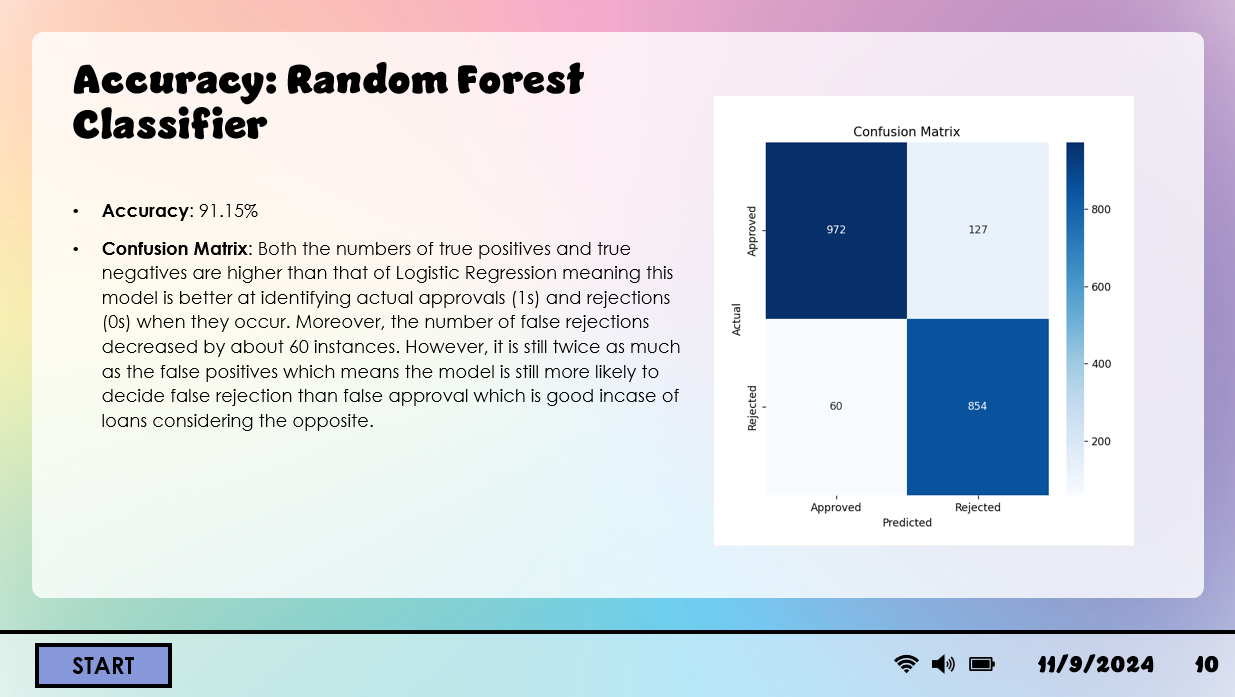 Accuracy: Random Forest
Classifier
• Accuracy: 91.15%
• Confusion Matrix: Both the numbers of true positives and true
negatives are higher than that of Logistic Regression meaning this
model is better at identifying actual approvals (1s) and rejections
(0s) when they occur. Moreover, the number of false rejections
decreased by about 60 instances. However, it is still twice as much
as the false positives which means the model is still more likely to
decide false rejection than false approval which is good incase of
loans considering the opposite.
Confusion Matrix
Actual
Approved
972
127
Rejected
60
854
Approved
Rejected
Predicted
800
600
400
200
START
11/9/2024
10